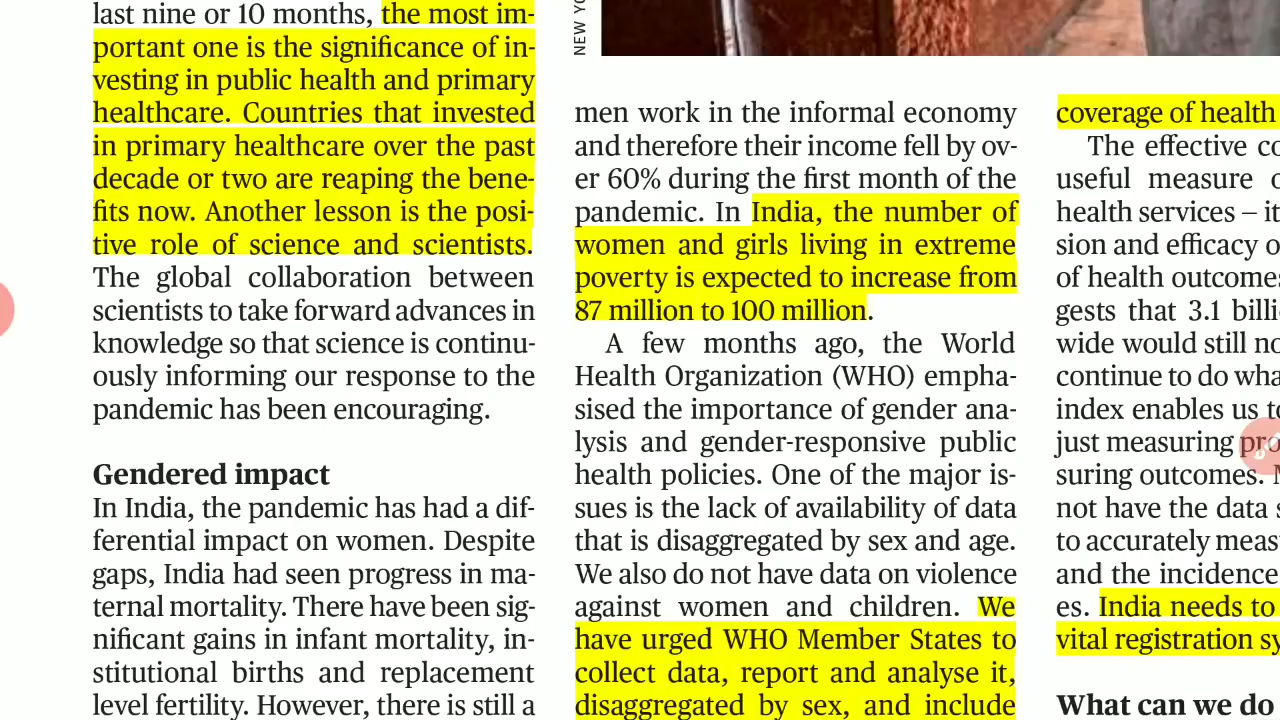 last nine or 10 months, the most im-
portant one is the significance of in-
vesting in public health and primary
healthcare. Countries that invested
in primary healthcare over the past
decade or two are reaping the bene-
fits now. Another lesson is the posi-
tive role of science and scientists.
The global collaboration between
scientists to take forward advances in
knowledge so that science is continu-
ously informing our response to the
pandemic has been encouraging.
Gendered impact
In India, the pandemic has had a dif-
ferential impact on women. Despite
gaps, India had seen progress in ma-
ternal mortality. There have been sig-
nificant gains in infant mortality, in-
stitutional births and replacement
level fertility. However, there is still a
NEW YO
men work in the informal economy
and therefore their income fell by ov-
er 60% during the first month of the
pandemic. In India, the number of
women and girls living in extreme
poverty is expected to increase from
87 million to 100 million.
A few months ago, the World
Health Organization (WHO) empha-
sised the importance of gender ana-
lysis and gender-responsive public
health policies. One of the major is-
sues is the lack of availability of data
that is disaggregated by sex and age.
We also do not have data on violence
against women and children. We
have urged WHO Member States to
collect data, report and analyse it,
disaggregated by sex, and include
coverage of health
The effective co
useful measure o
health services – it
sion and efficacy o
of health outcomes
gests that 3.1 billi
wide would still no
continue to do wha
index enables us to
just measuring pro
suring outcomes. M
not have the data s
to accurately meas
and the incidence
es. India needs to
vital registration sy
What can we do